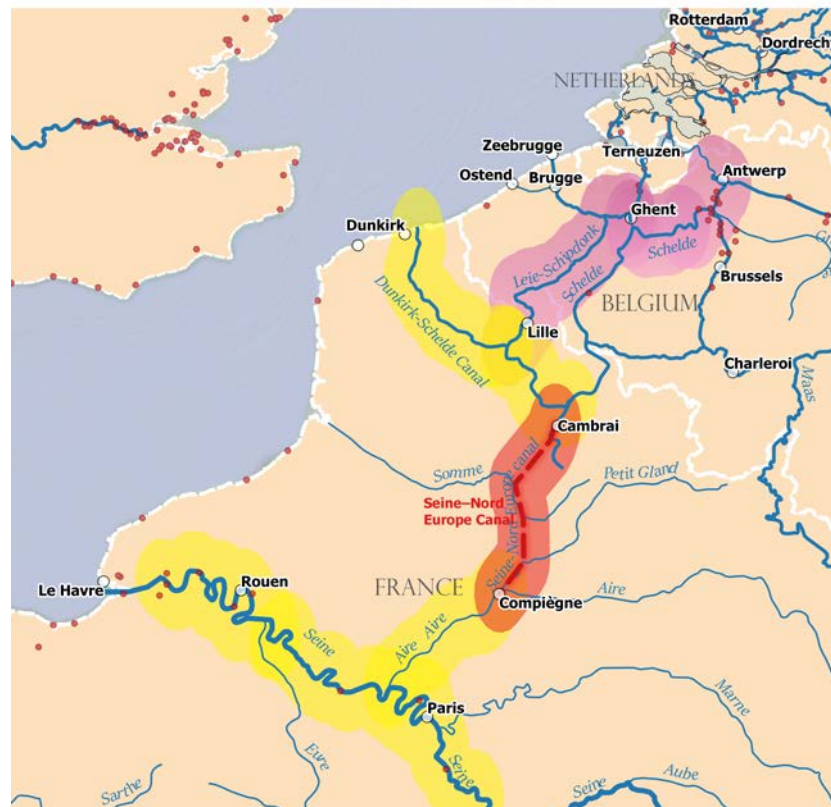 Rotterdam
Dordrech
NETHERLANDS
Zeebrugge
Terneuzen
Ostend
Brugge
Antwerp
Ghent
Dunkirk
Leie-Schipdonk
Schelde
Schelde
Brussels
BELGIUM
Lille
Dunkirk-Schelde Canal
Charleroi
Maas
Cambrai
Somme
Petit Gland
Seine–Nord
Europe Canal
Seine-Nord-Europe canal
Le Havre
Rouen
FRANCE
Compiègne
Aire
Aire Aire
Seine
Paris
Marne
Eure
Seine
Sarthe
Seine
Aube